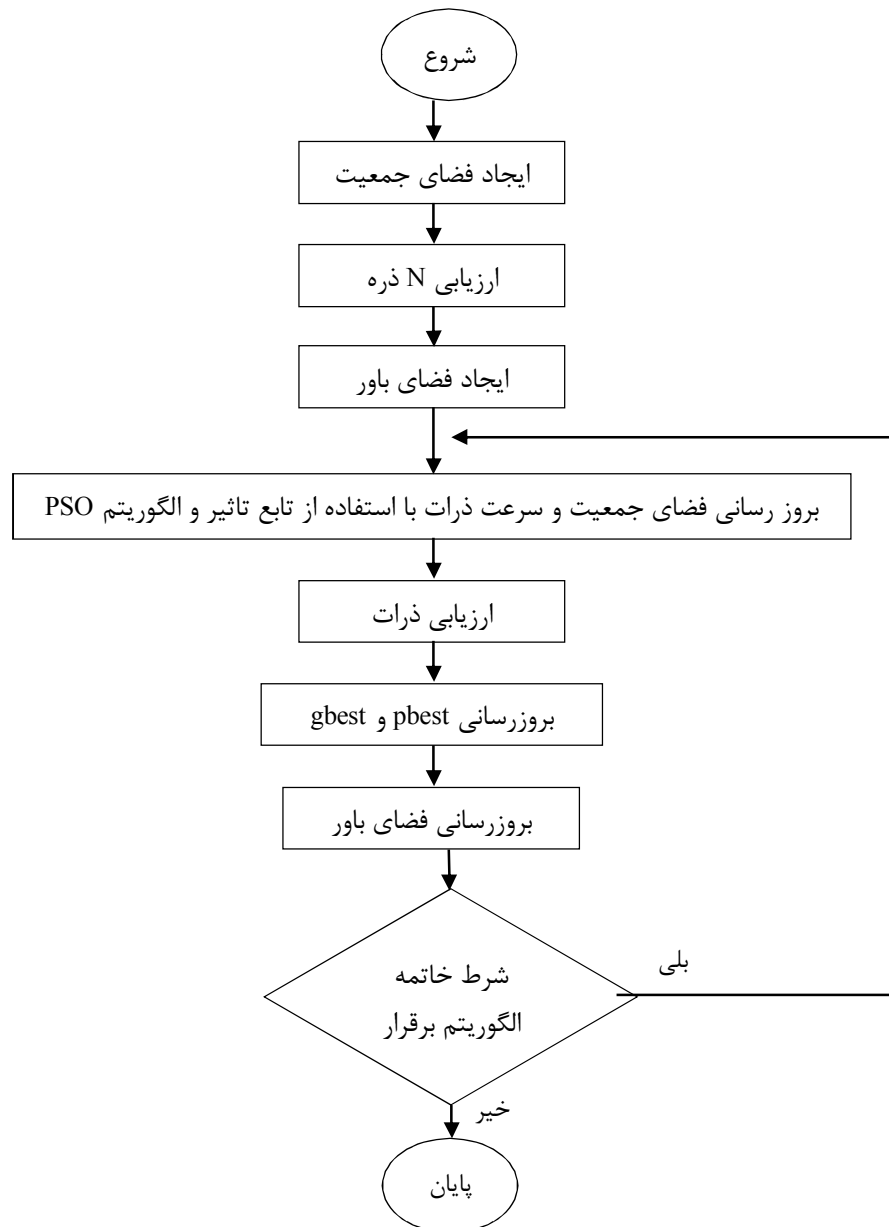 شروع
ایجاد فضای جمعیت
ارزیابی N ذره
ایجاد فضای باور
بروز رسانی فضای جمعیت و سرعت ذرات با استفاده از تابع تاثیر و الگوریتم PSO
ارزیابی ذرات
بروزرسانی pbest و gbest
بروزرسانی فضای باور
شرط خاتمه
الگوریتم برقرار
بلی
خیر
پایان